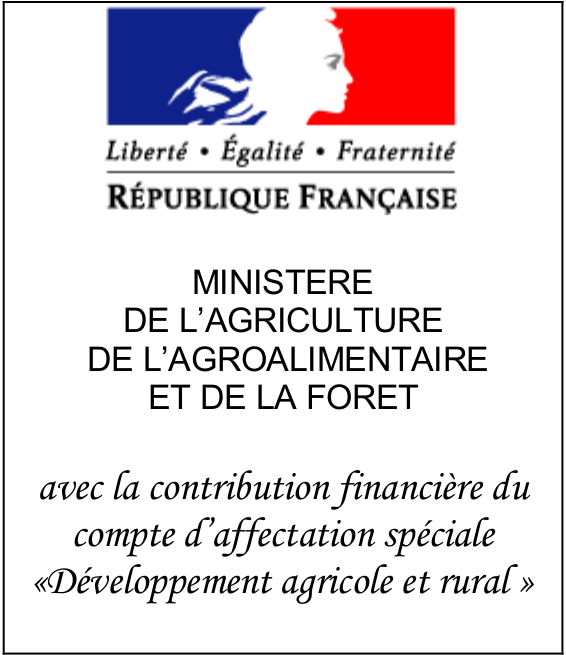 Liberté • Égalité • Fraternité
RÉPUBLIQUE FRANÇAISE
MINISTERE
DE L’AGRICULTURE
DE L’AGROALIMENTAIRE
ET DE LA FORET
avec la contribution financière du
compte d’affectation spéciale
«Développement agricole et rural »